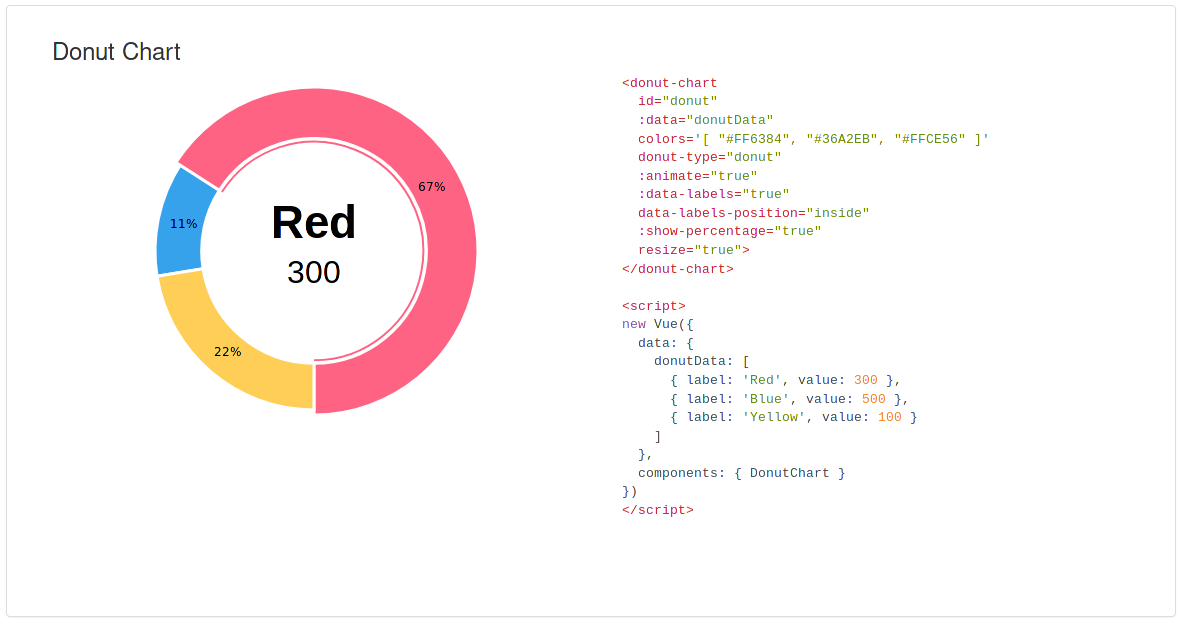 Donut Chart
67%
11%
Red
300
22%
<donut-chart
  id="donut"
  :data="donutData"
  colors='[ "#FF6384", "#36A2EB", "#FFCE56" ]'
  donut-type="donut"
  :animate="true"
  :data-labels="true"
  data-labels-position="inside"
  :show-percentage="true"
  resize="true">
</donut-chart>
<script>
new Vue({
  data: {
    donutData: [
      { label: 'Red', value: 300 },
      { label: 'Blue', value: 500 },
      { label: 'Yellow', value: 100 }
    ]
  },
  components: { DonutChart }
})
</script>